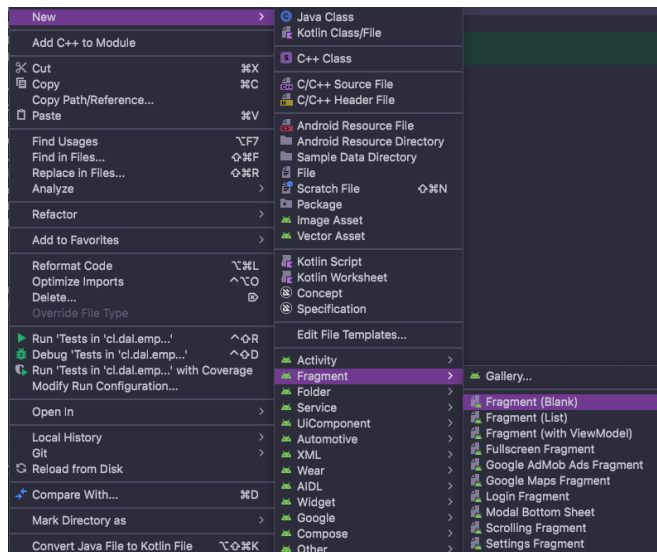 New
Add C++ to Module
Cut ⌘X
Copy ⌘C
Copy Path/Reference...
Paste ⌘V
Find Usages ⌥F7
Find in Files... ⇧⌘F
Replace in Files... ⇧⌘R
Analyze
Refactor
Add to Favorites
Reformat Code ⌥⌘L
Optimize Imports ^⌥O
Delete... ⌦
Override File Type
Run 'Tests in 'cl.dal.emp...'' ^⇧R
Debug 'Tests in 'cl.dal.emp...'' ^⇧D
Run 'Tests in 'cl.dal.emp...'' with Coverage
Modify Run Configuration...
Open In
Local History
Git
Reload from Disk
Compare With... ⌘D
Mark Directory as
Convert Java File to Kotlin File ⌥⇧⌘K
Java Class
Kotlin Class/File
C++ Class
C/C++ Source File
C/C++ Header File
Android Resource File
Android Resource Directory
Sample Data Directory
File
Scratch File ⇧⌘N
Package
Image Asset
Vector Asset
Kotlin Script
Kotlin Worksheet
Concept
Specification
Edit File Templates...
Activity
Fragment
Folder
Service
UiComponent
Automotive
XML
Wear
AIDL
Widget
Google
Compose
Other
Gallery...
Fragment (Blank)
Fragment (List)
Fragment (with ViewModel)
Fullscreen Fragment
Google AdMob Ads Fragment
Google Maps Fragment
Login Fragment
Modal Bottom Sheet
Scrolling Fragment
Settings Fragment